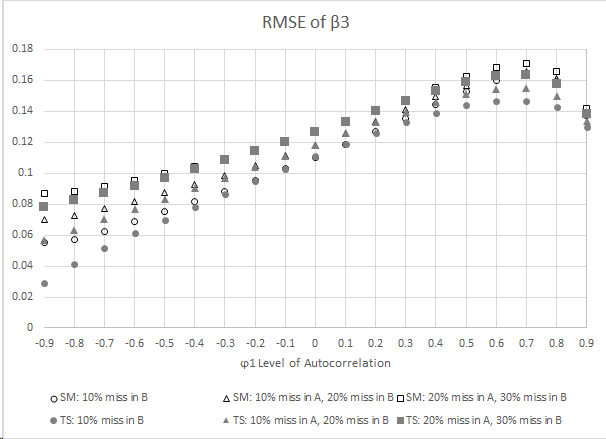 RMSE of β3
0.18
0.16
0.14
0.12
0.1
0.08
0.06
0.04
0.02
0
-0.9 -0.8 -0.7 -0.6 -0.5 -0.4 -0.3 -0.2 -0.1 0 0.1 0.2 0.3 0.4 0.5 0.6 0.7 0.8 0.9
φ1 Level of Autocorrelation
SM: 10% miss in B SM: 10% miss in A, 20% miss in B SM: 20% miss in A, 30% miss in B
TS: 10% miss in B TS: 10% miss in A, 20% miss in B TS: 20% miss in A, 30% miss in B